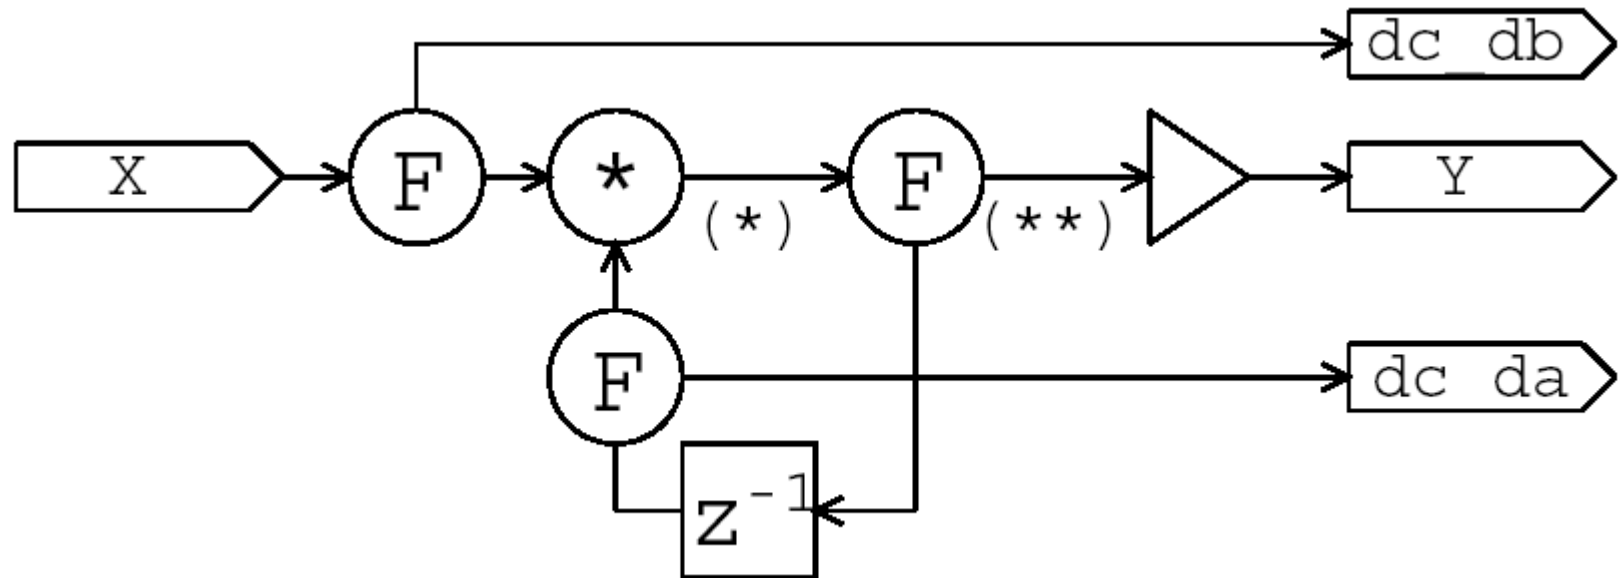 dc_db
X
F
*
F
Y
(*)
(**)
F
dc da
z⁻¹